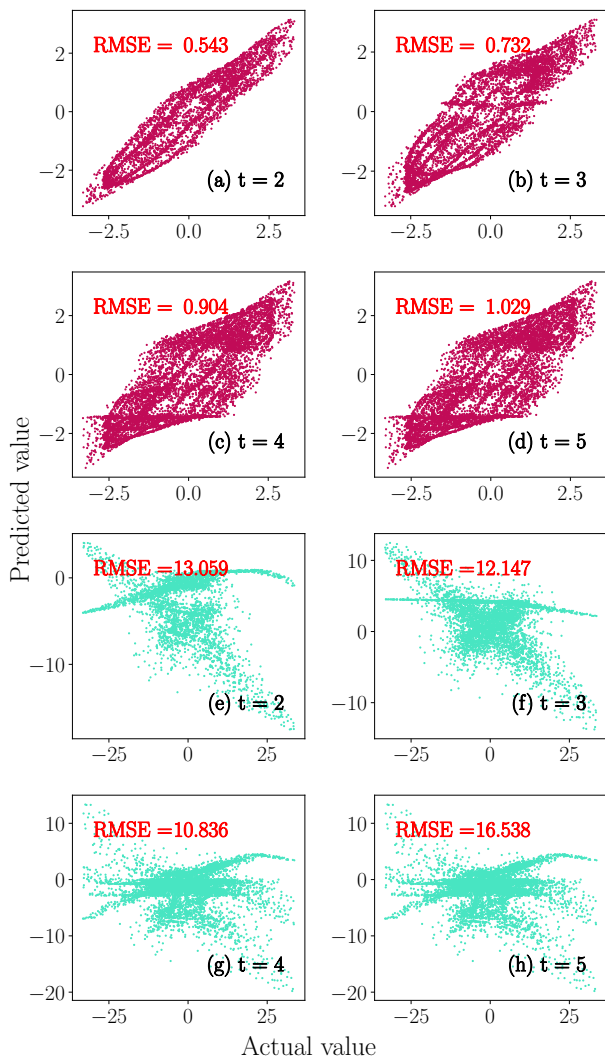 RMSE = 0.543
(a) t = 2
2
0
−2
−2.5
0.0
2.5
RMSE = 0.732
(b) t = 3
2
0
−2
−2.5
0.0
2.5
RMSE = 0.904
(c) t = 4
2
0
−2
−2.5
0.0
2.5
RMSE = 1.029
(d) t = 5
2
0
−2
−2.5
0.0
2.5
Predicted value
RMSE =13.059
(e) t = 2
0
−10
−25
0
25
RMSE =12.147
(f) t = 3
10
0
−10
−25
0
25
RMSE =10.836
(g) t = 4
10
0
−10
−20
−25
0
25
RMSE =16.538
(h) t = 5
10
0
−10
−20
−25
0
25
Actual value